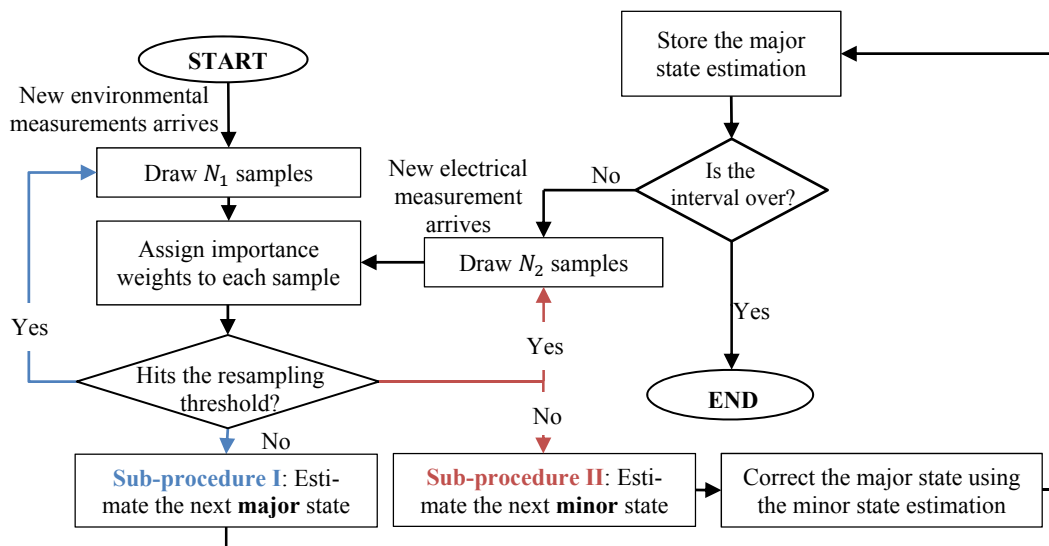 START
New environmental
measurements arrives
Draw N₁ samples
Assign importance
weights to each sample
Yes
Hits the resampling
threshold?
No
Sub-procedure I: Esti-
mate the next major state
New electrical
measurement
arrives
Draw N₂ samples
Yes
No
Sub-procedure II: Esti-
mate the next minor state
Correct the major state using
the minor state estimation
Store the major
state estimation
Is the
interval over?
No
Yes
END